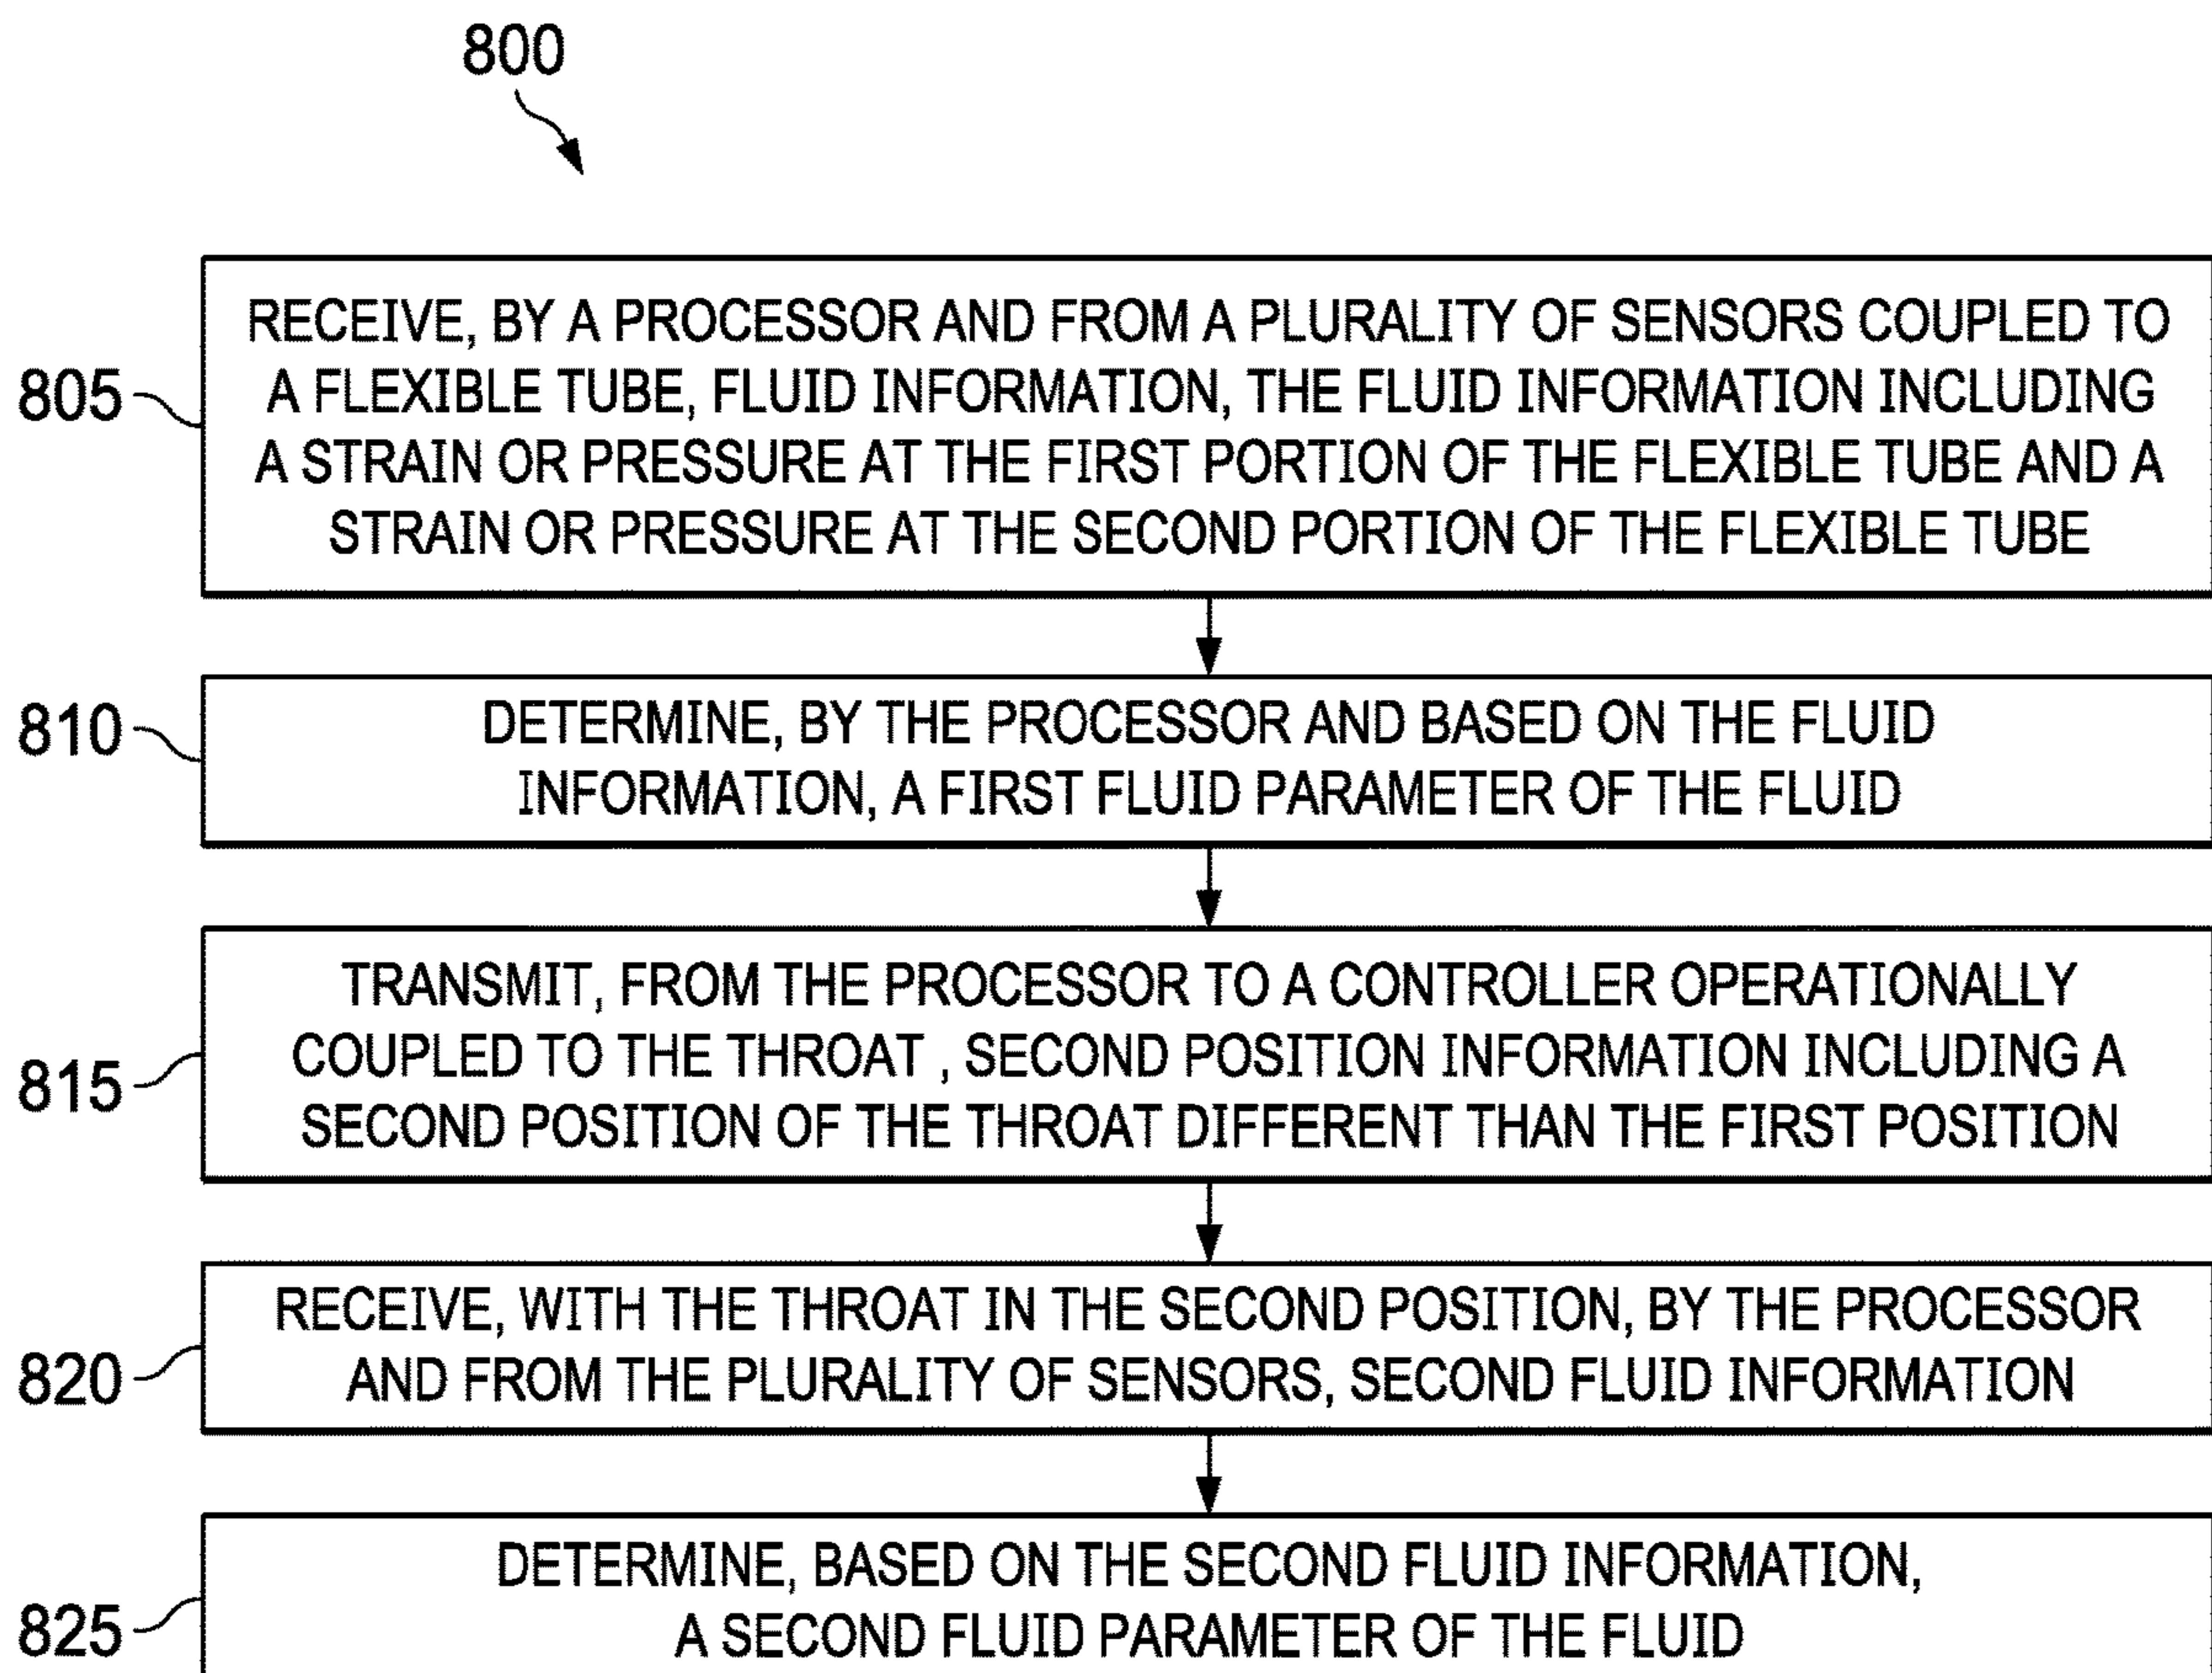 800
805
RECEIVE, BY A PROCESSOR AND FROM A PLURALITY OF SENSORS COUPLED TO
A FLEXIBLE TUBE, FLUID INFORMATION, THE FLUID INFORMATION INCLUDING
A STRAIN OR PRESSURE AT THE FIRST PORTION OF THE FLEXIBLE TUBE AND A
STRAIN OR PRESSURE AT THE SECOND PORTION OF THE FLEXIBLE TUBE
810
DETERMINE, BY THE PROCESSOR AND BASED ON THE FLUID
INFORMATION, A FIRST FLUID PARAMETER OF THE FLUID
815
TRANSMIT, FROM THE PROCESSOR TO A CONTROLLER OPERATIONALLY
COUPLED TO THE THROAT , SECOND POSITION INFORMATION INCLUDING A
SECOND POSITION OF THE THROAT DIFFERENT THAN THE FIRST POSITION
820
RECEIVE, WITH THE THROAT IN THE SECOND POSITION, BY THE PROCESSOR
AND FROM THE PLURALITY OF SENSORS, SECOND FLUID INFORMATION
825
DETERMINE, BASED ON THE SECOND FLUID INFORMATION,
A SECOND FLUID PARAMETER OF THE FLUID